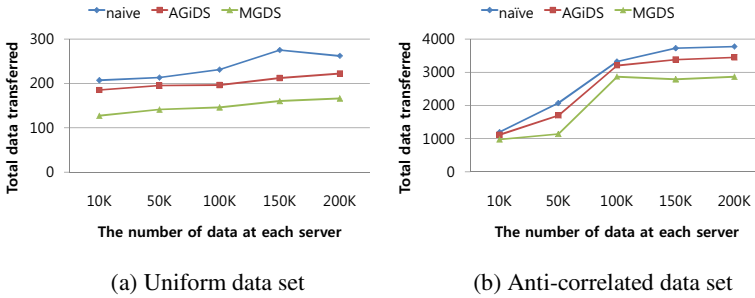 naive AGiDS MGDS
Total data transferred
300
200
100
0
10K 50K 100K 150K 200K
The number of data at each server
(a) Uniform data set
naïve AGiDS MGDS
Total data transferred
4000
3000
2000
1000
0
10K 50K 100K 150K 200K
The number of data at each server
(b) Anti-correlated data set